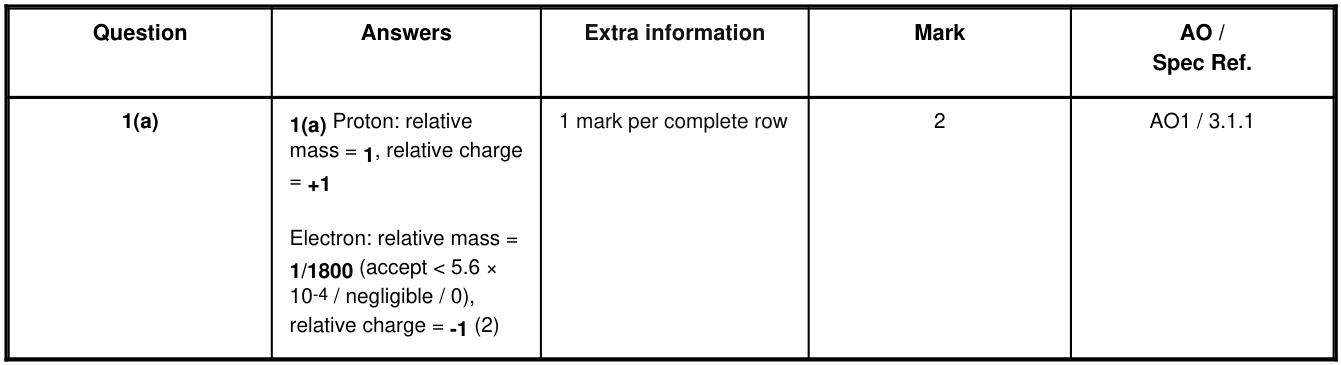 Question
Answers
Extra information
Mark
AO /
Spec Ref.
1(a)
1(a) Proton: relative
mass = 1, relative charge
= +1
Electron: relative mass =
1/1800 (accept < 5.6 ×
10-4 / negligible / 0),
relative charge = -1 (2)
1 mark per complete row
2
AO1 / 3.1.1